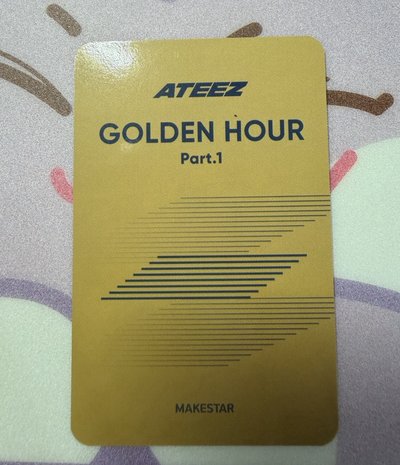 ATEEZ
GOLDEN HOUR
Part.1
MAKESTAR